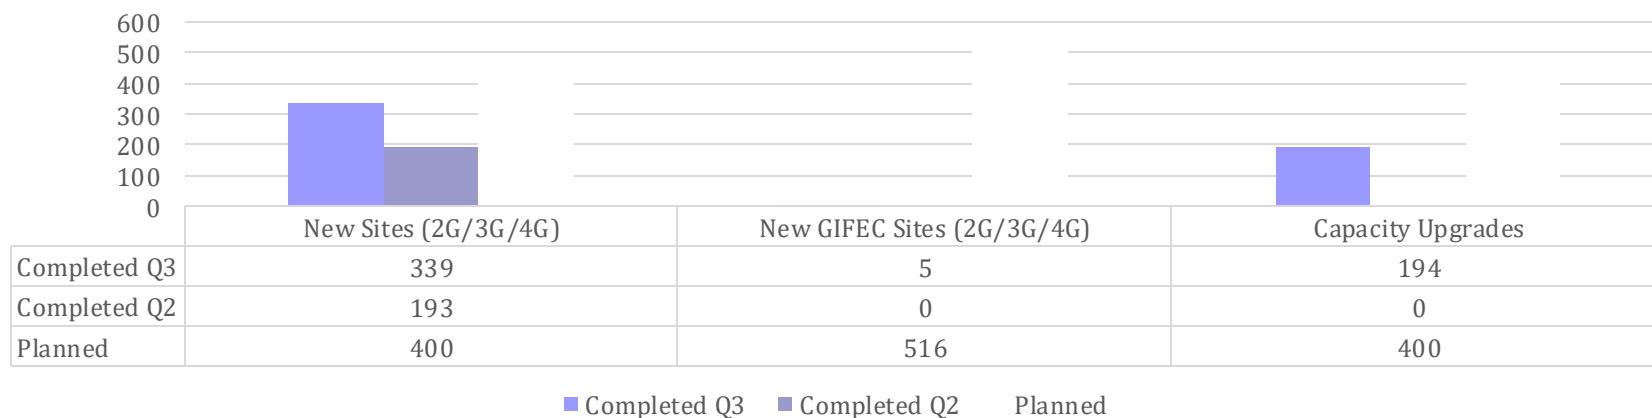 600
500
400
300
200
100
0
New Sites (2G/3G/4G) New GIFEC Sites (2G/3G/4G) Capacity Upgrades
Completed Q3 339 5 194
Completed Q2 193 0 0
Planned 400 516 400
Completed Q3 Completed Q2 Planned